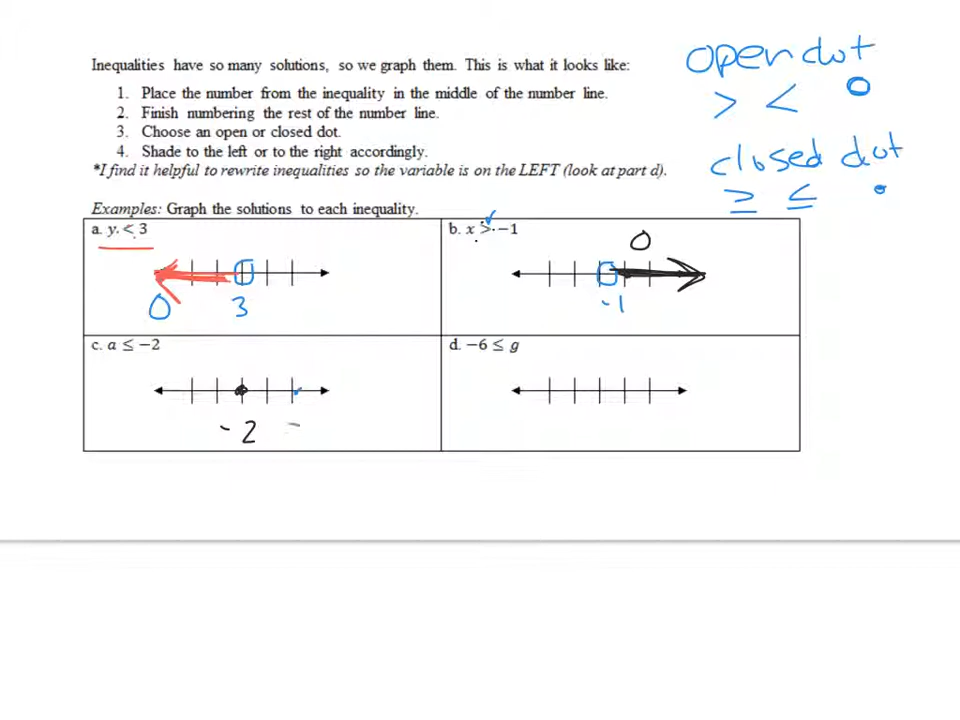 Inequalities have so many solutions, so we graph them. This is what it looks like:
1. Place the number from the inequality in the middle of the number line.
2. Finish numbering the rest of the number line.
3. Choose an open or closed dot.
4. Shade to the left or to the right accordingly.
*I find it helpful to rewrite inequalities so the variable is on the LEFT (look at part d).
open dot
> < o
closed dot
≥ ≤ •
Examples: Graph the solutions to each inequality.
a. y < 3
0
3
b. x > −1
0
-1
c. a ≤ −2
-2 -
d. −6 ≤ g